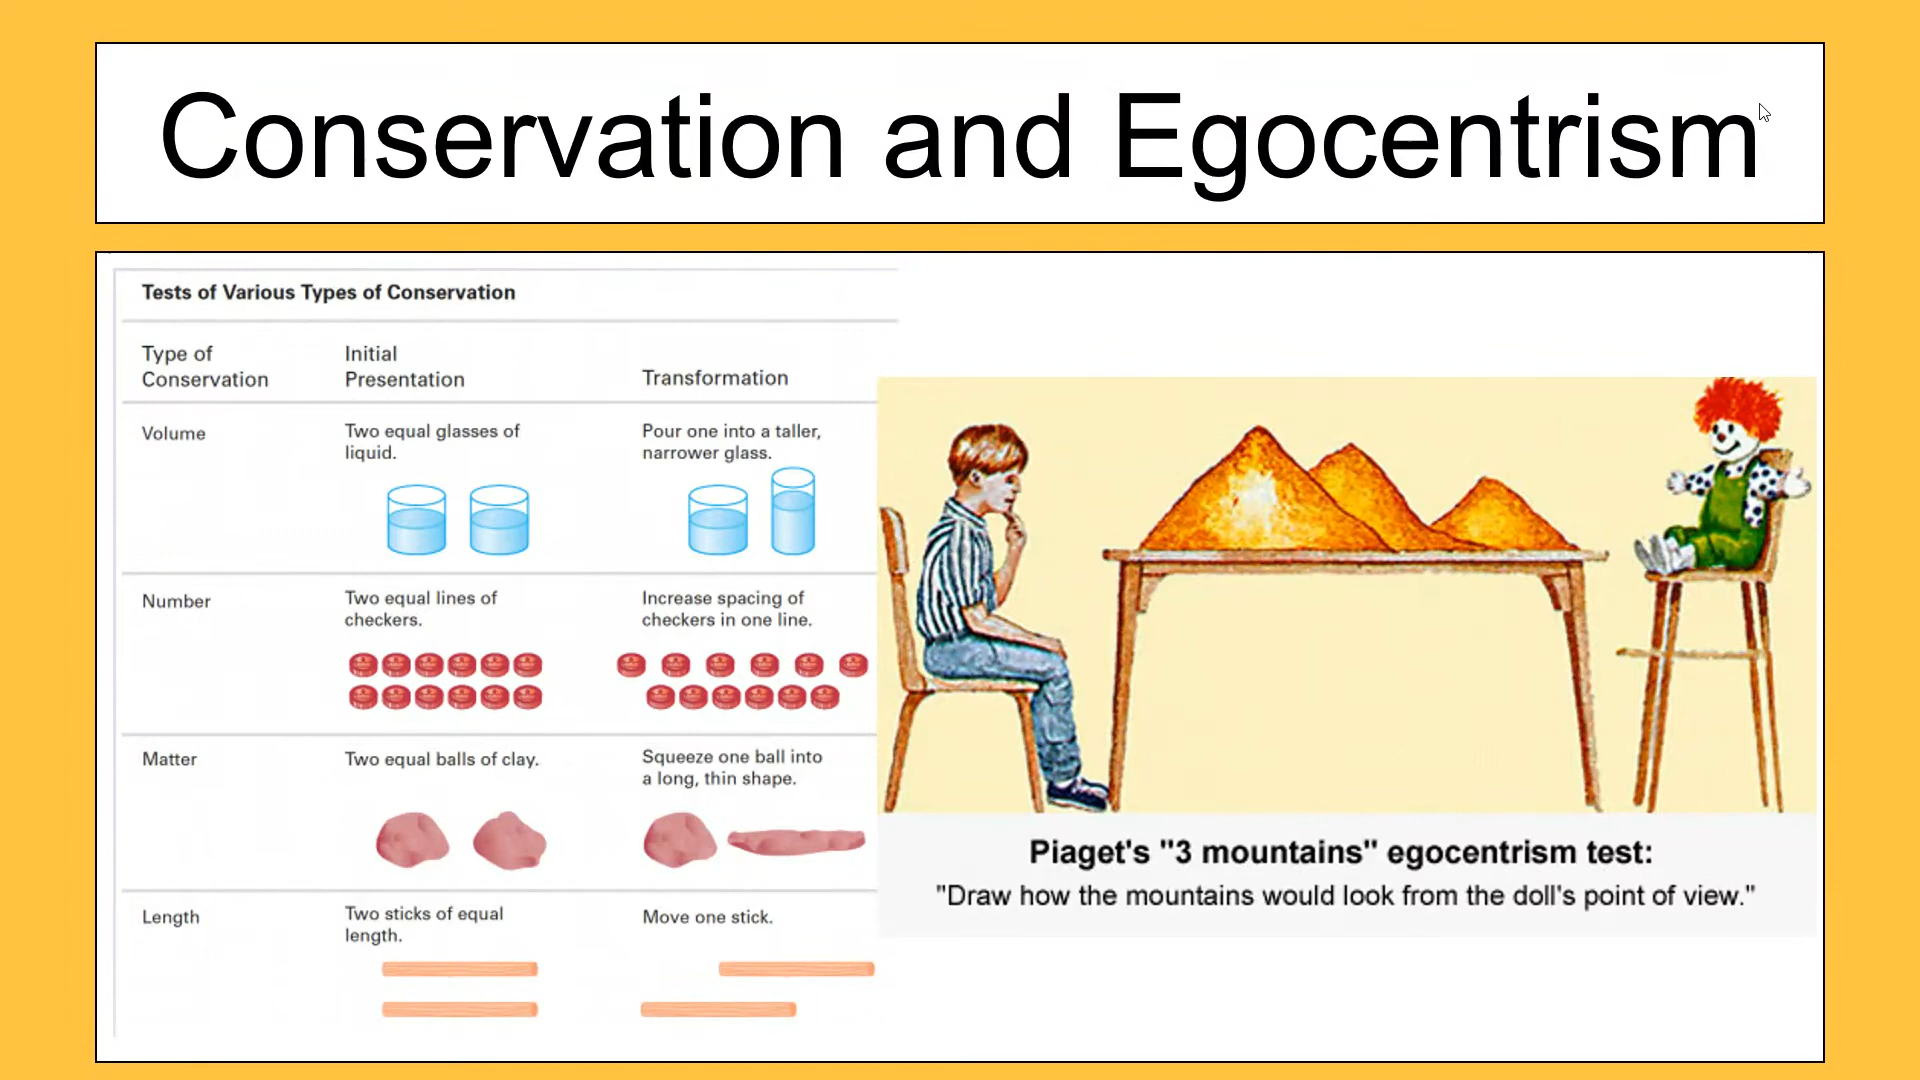 Conservation and Egocentrism
Tests of Various Types of Conservation
Type of
Conservation
Initial
Presentation
Transformation
Volume
Two equal glasses of
liquid.
Pour one into a taller,
narrower glass.
Number
Two equal lines of
checkers.
Increase spacing of
checkers in one line.
Matter
Two equal balls of clay.
Squeeze one ball into
a long, thin shape.
Length
Two sticks of equal
length.
Move one stick.
Piaget's "3 mountains" egocentrism test:
"Draw how the mountains would look from the doll's point of view."